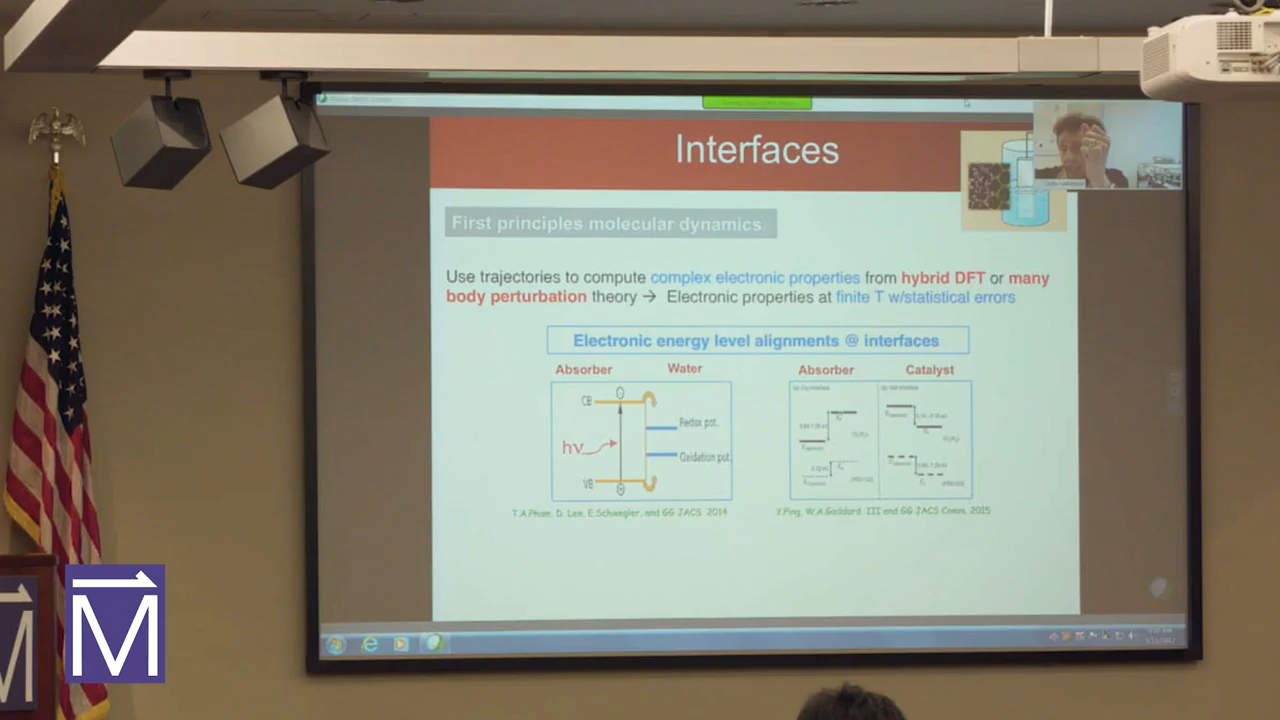 Interfaces
First principles molecular dynamics
Use trajectories to compute complex electronic properties from hybrid DFT or many
body perturbation theory → Electronic properties at finite T w/statistical errors
Electronic energy level alignments @ interfaces
Absorber Water
Absorber Catalyst
CB
Redox pot.
hν
Oxidation pot.
VB
T.A.Pham, D. Lee, E.Schwegler, and GG JACS 2014
Y.Ping, W.A.Goddard III and GG JACS Comm. 2015
M
M